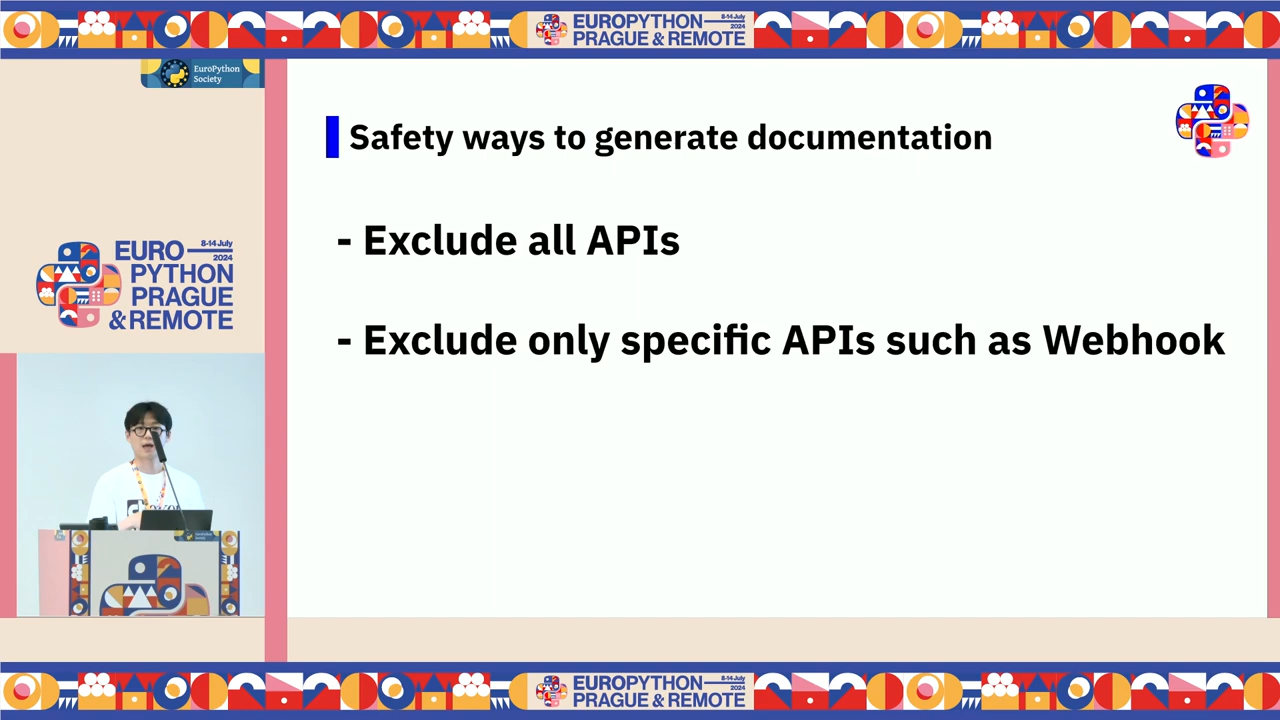 EUROPYTHON
8-14 July
2024
PRAGUE & REMOTE
EuroPython
Society
Safety ways to generate documentation
- Exclude all APIs
- Exclude only specific APIs such as Webhook
EURO
8-14 July
2024
PYTHON
PRAGUE
& REMOTE
EUROPYTHON
8-14 July
2024
PRAGUE & REMOTE